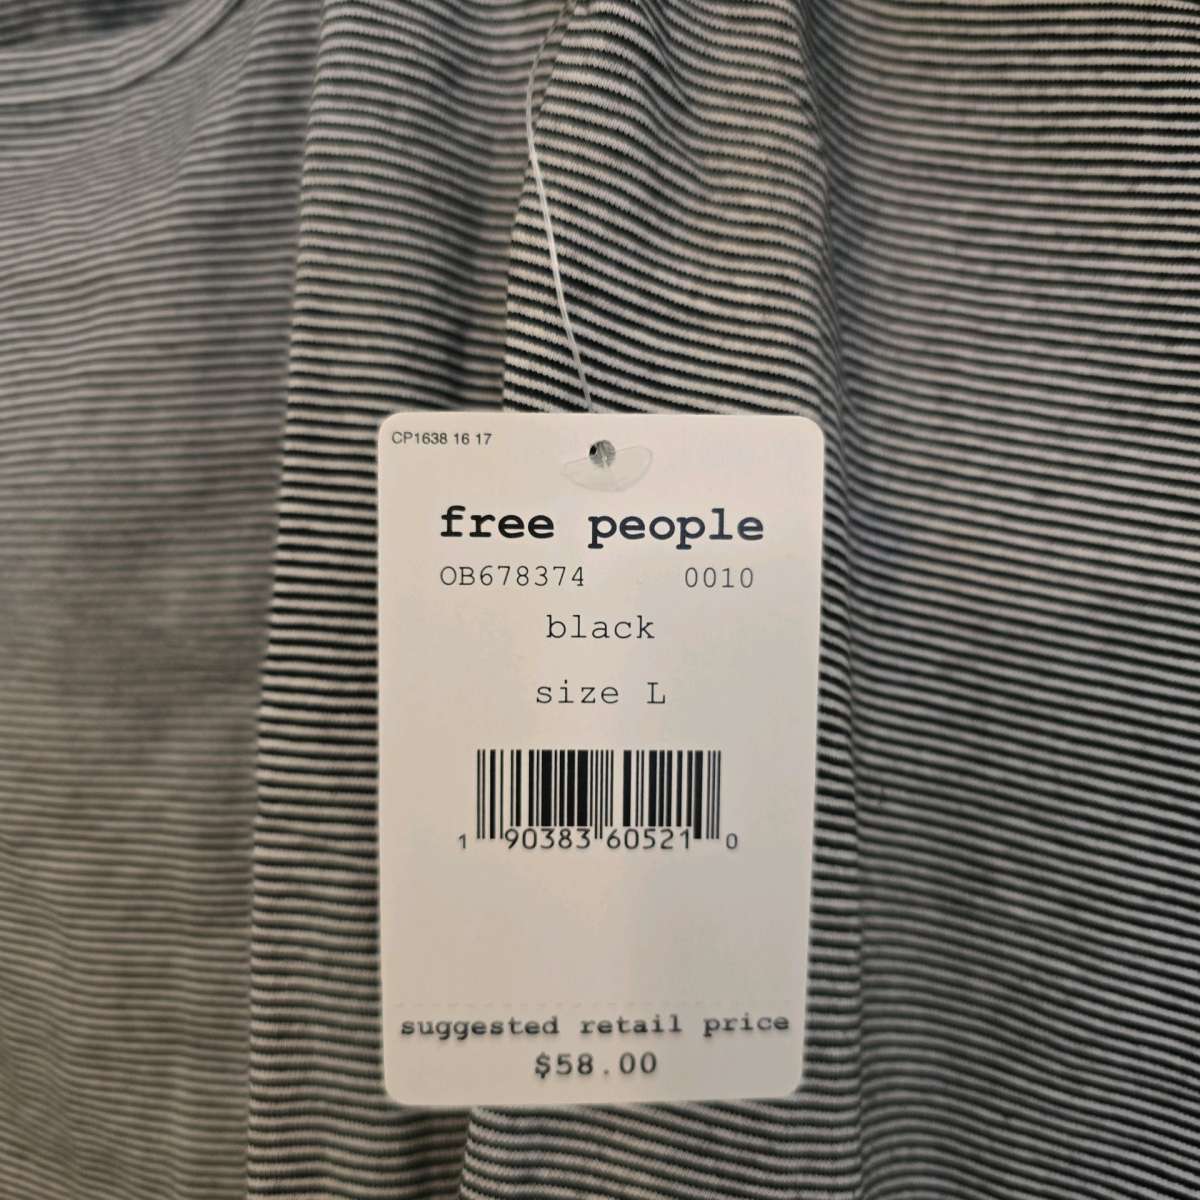 CP1638 16 17
free people
OB678374 0010
black
size L
1 90383 60521 0
suggested retail price
$58.00